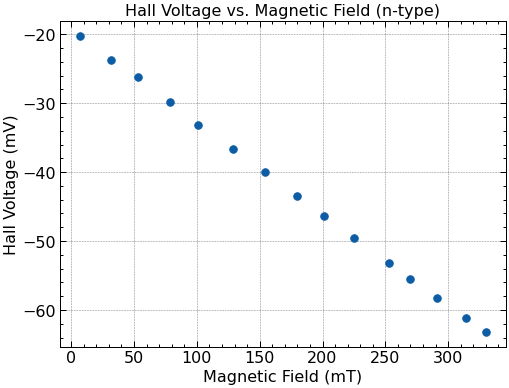 Hall Voltage vs. Magnetic Field (n-type)
−20
−30
−40
−50
−60
Hall Voltage (mV)
0 50 100 150 200 250 300
Magnetic Field (mT)